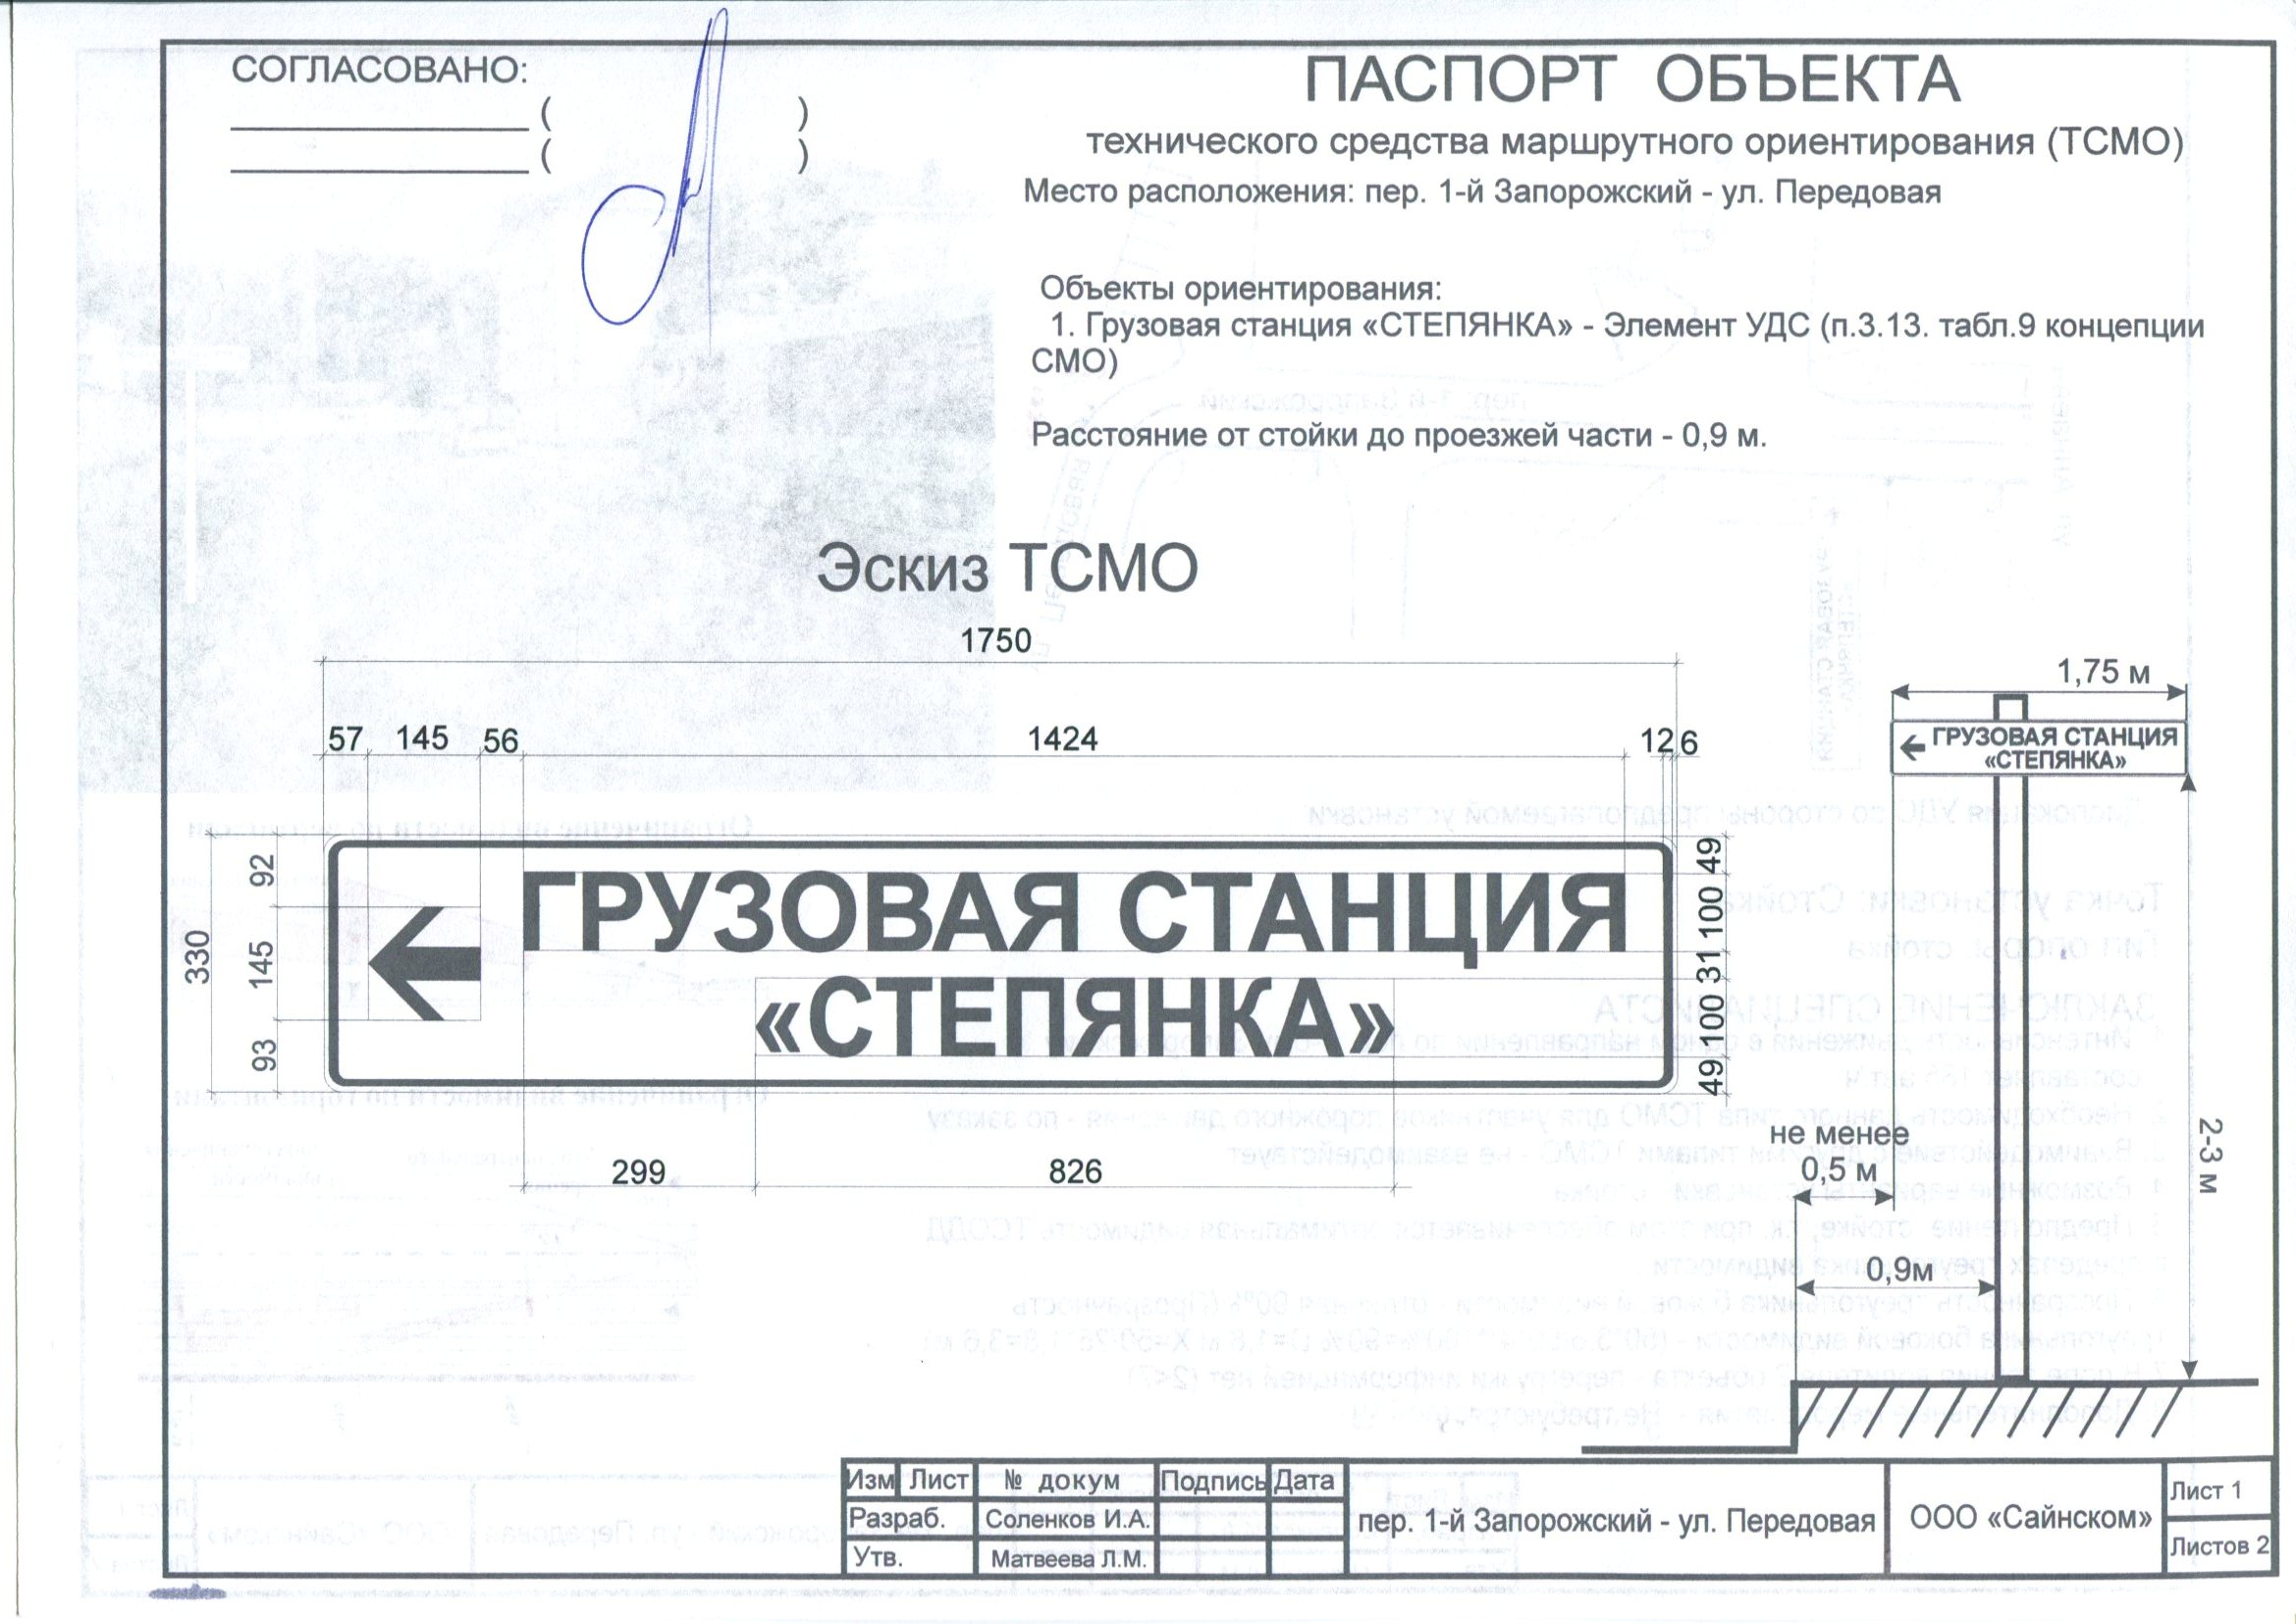 СОГЛАСОВАНО:
( )
( )
ПАСПОРТ ОБЪЕКТА
технического средства маршрутного ориентирования (ТСМО)
Место расположения: пер. 1-й Запорожский - ул. Передовая
Объекты ориентирования:
1. Грузовая станция «СТЕПЯНКА» - Элемент УДС (п.3.13. табл.9 концепции
СМО)
Расстояние от стойки до проезжей части - 0,9 м.
Эскиз ТСМО
1750
57 145 56 1424 12 6
330
92
145
93
ГРУЗОВАЯ СТАНЦИЯ
«СТЕПЯНКА»
49
100
31
100
49
299 826
1,75 м
ГРУЗОВАЯ СТАНЦИЯ
«СТЕПЯНКА»
не менее
0,5 м
0,9м
2-3 м
Изм Лист № докум Подпись Дата
Разраб. Соленков И.А.
Утв. Матвеева Л.М.
пер. 1-й Запорожский - ул. Передовая
ООО «Сайнском»
Лист 1
Листов 2